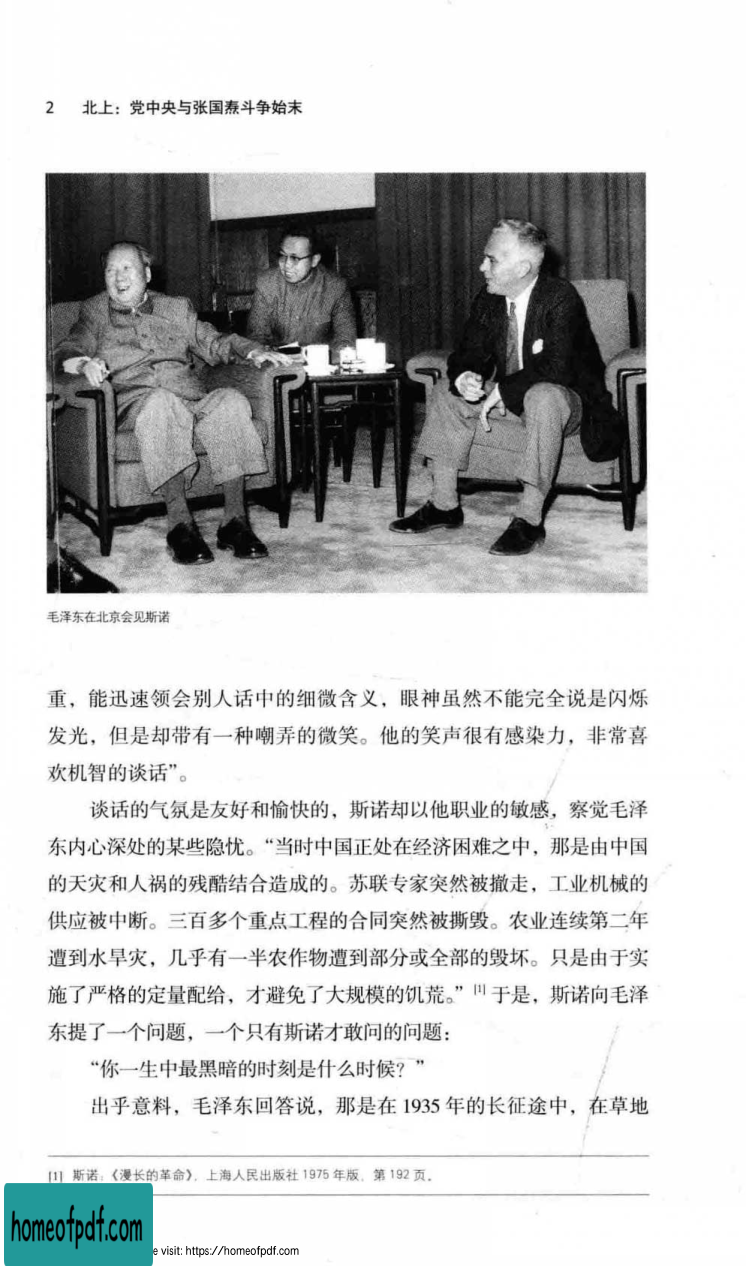 2 北上：党中央与张国焘斗争始末
毛泽东在北京会见斯诺
重，能迅速领会别人话中的细微含义，眼神虽然不能完全说是闪烁
发光，但是却带有一种嘲弄的微笑。他的笑声很有感染力，非常喜
欢机智的谈话”。
谈话的气氛是友好和愉快的，斯诺却以他职业的敏感，察觉毛泽
东内心深处的某些隐忧。“当时中国正处在经济困难之中，那是由中国
的天灾和人祸的残酷结合造成的。苏联专家突然被撤走，工业机械的
供应被中断。三百多个重点工程的合同突然被撕毁。农业连续第二年
遭到水旱灾，几乎有一半农作物遭到部分或全部的毁坏。只是由于实
施了严格的定量配给，才避免了大规模的饥荒。”[1] 于是，斯诺向毛泽
东提了一个问题，一个只有斯诺才敢问的问题：
“你一生中最黑暗的时刻是什么时候？”
出乎意料，毛泽东回答说，那是在 1935 年的长征途中，在草地
[1] 斯诺：《漫长的革命》，上海人民出版社 1975 年版，第 192 页。
homeofpdf.com
e visit: https://homeofpdf.com